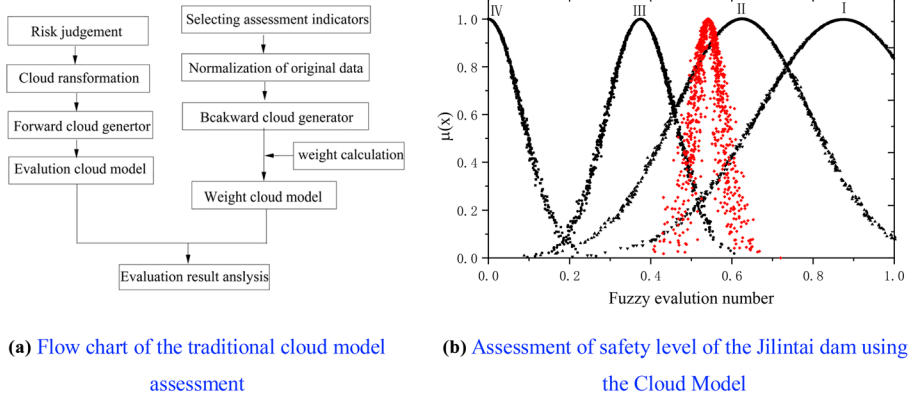 Risk judgement
Cloud ransformation
Forward cloud genertor
Evalution cloud model
Selecting assessment indicators
Normalization of original data
Bcakward cloud generator
weight calculation
Weight cloud model
Evaluation result analysis
(a) Flow chart of the traditional cloud model
assessment
IV
III
II
I
μ(x)
1.0
0.8
0.6
0.4
0.2
0.0
0.0 0.2 0.4 0.6 0.8 1.0
Fuzzy evalution number
(b) Assessment of safety level of the Jilintai dam using
the Cloud Model